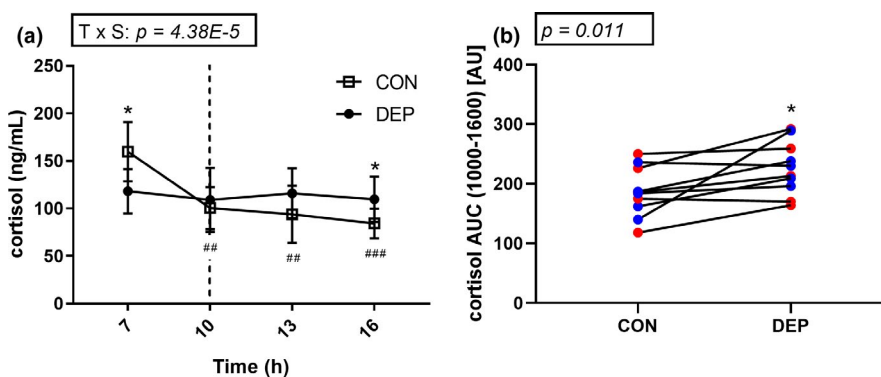 (a)
T x S: p = 4.38E-5
250
200
150
100
50
0
cortisol (ng/mL)
CON
DEP
*
*
##
##
###
7
10
13
16
Time (h)
(b)
p = 0.011
400
300
200
100
0
cortisol AUC (1000-1600) [AU]
*
CON
DEP